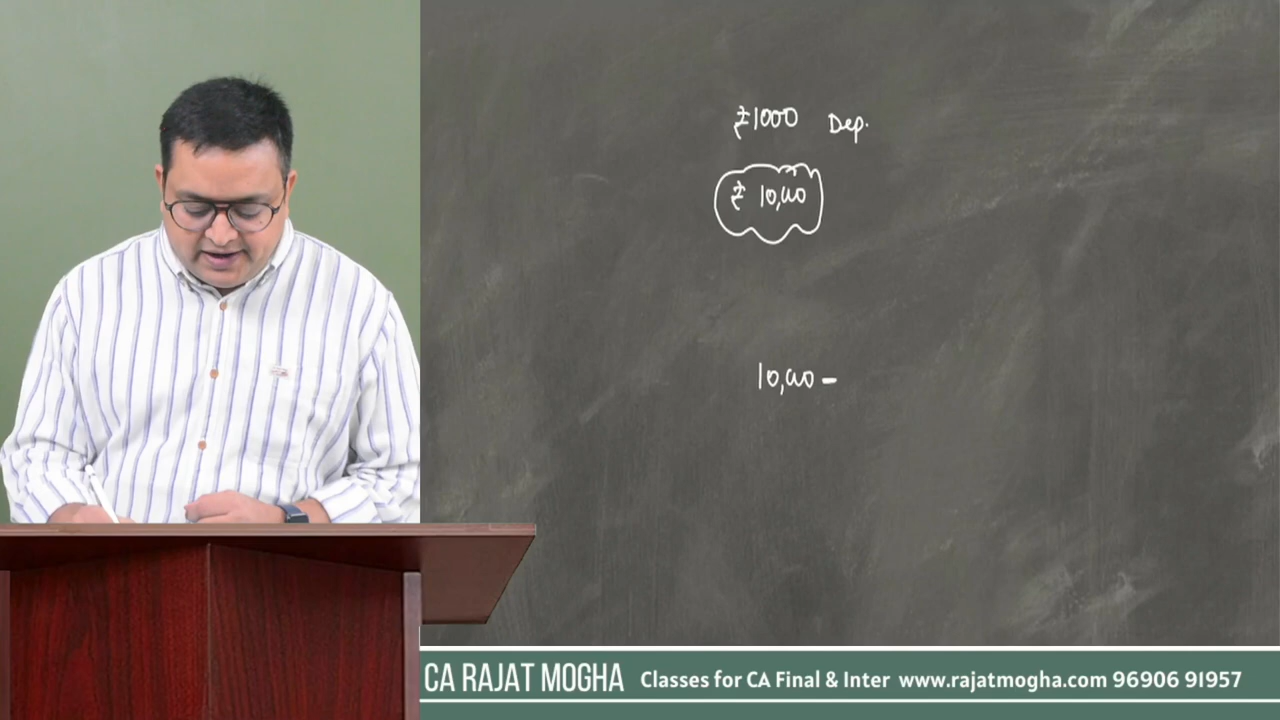 ₹1000 Dep.
₹ 10,000
10,000 -
CA RAJAT MOGHA Classes for CA Final & Inter www.rajatmogha.com 96906 91957